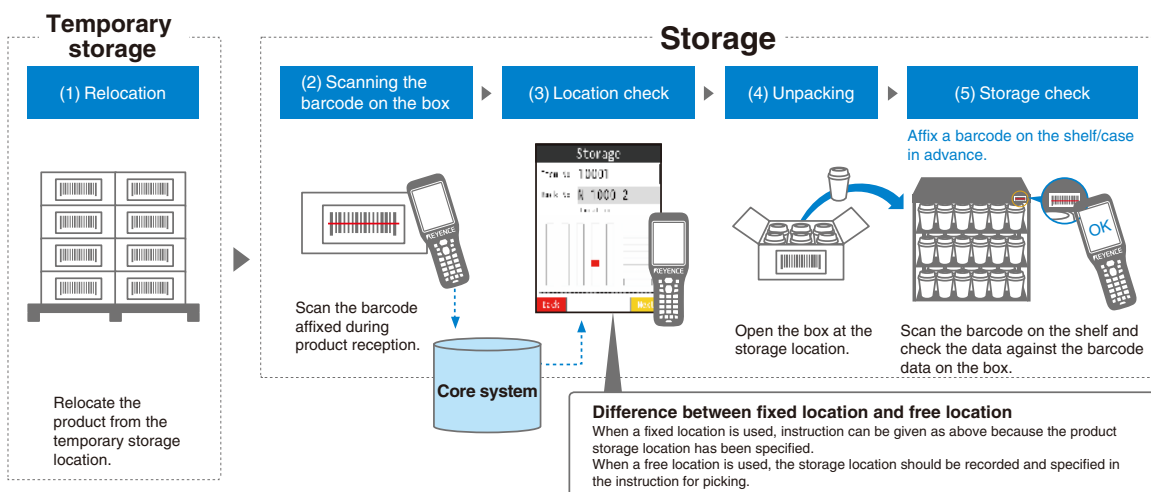 Temporary
storage
(1) Relocation
Relocate the
product from the
temporary storage
location.
Storage
(2) Scanning the
barcode on the box
KEYENCE
Scan the barcode
affixed during
product reception.
Core system
(3) Location check
Storage
10001
1000 2
KEYENCE
(4) Unpacking
Open the box at the
storage location.
(5) Storage check
Affix a barcode on the shelf/case
in advance.
OK
KEYENCE
Scan the barcode on the shelf and
check the data against the barcode
data on the box.
Difference between fixed location and free location
When a fixed location is used, instruction can be given as above because the product
storage location has been specified.
When a free location is used, the storage location should be recorded and specified in
the instruction for picking.